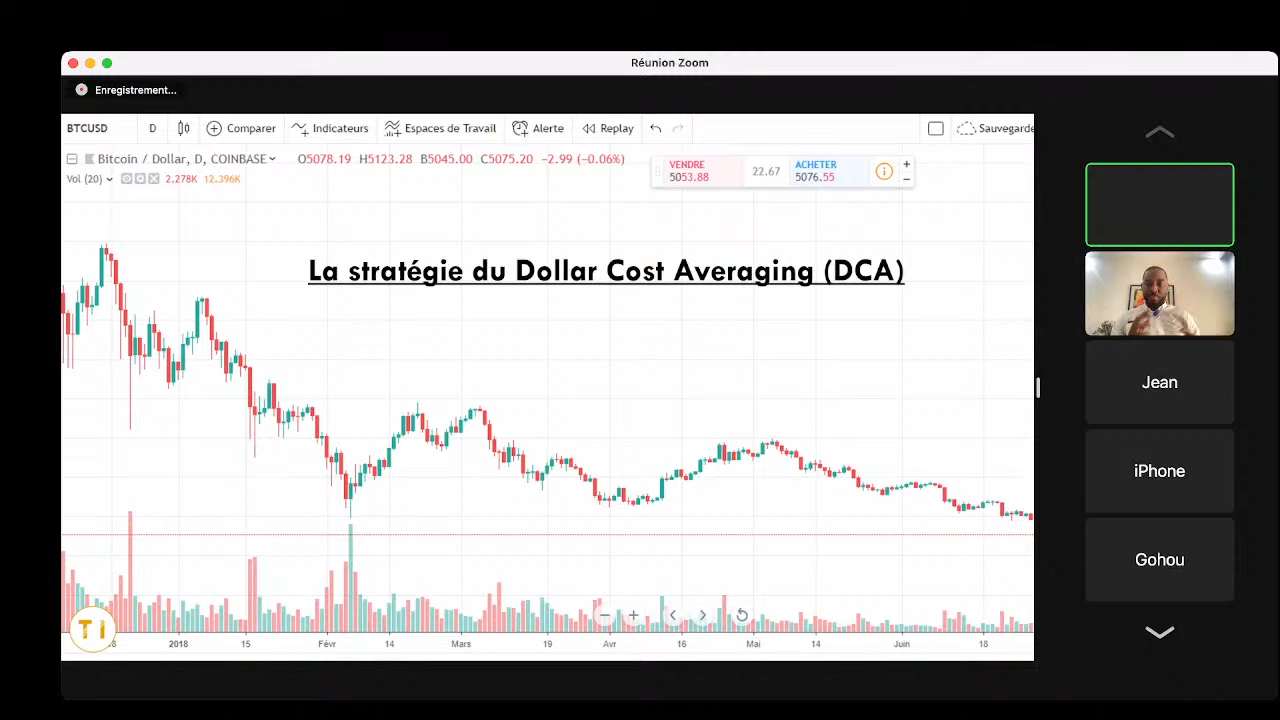 Réunion Zoom
Enregistrement...
BTCUSD D Comparer Indicateurs Espaces de Travail Alerte Replay Sauvegarde
Bitcoin / Dollar, D, COINBASE O5078.19 H5123.28 B5045.00 C5075.20 −2.99 (−0.06%)
VENDRE
5053.88
22.67
ACHETER
5076.55
Vol (20) 2.278K 12.396K
La stratégie du Dollar Cost Averaging (DCA)
Jean
iPhone
Gohou
TI
2018 15 Févr 14 Mars 19 Avr 16 Mai 14 Juin 18